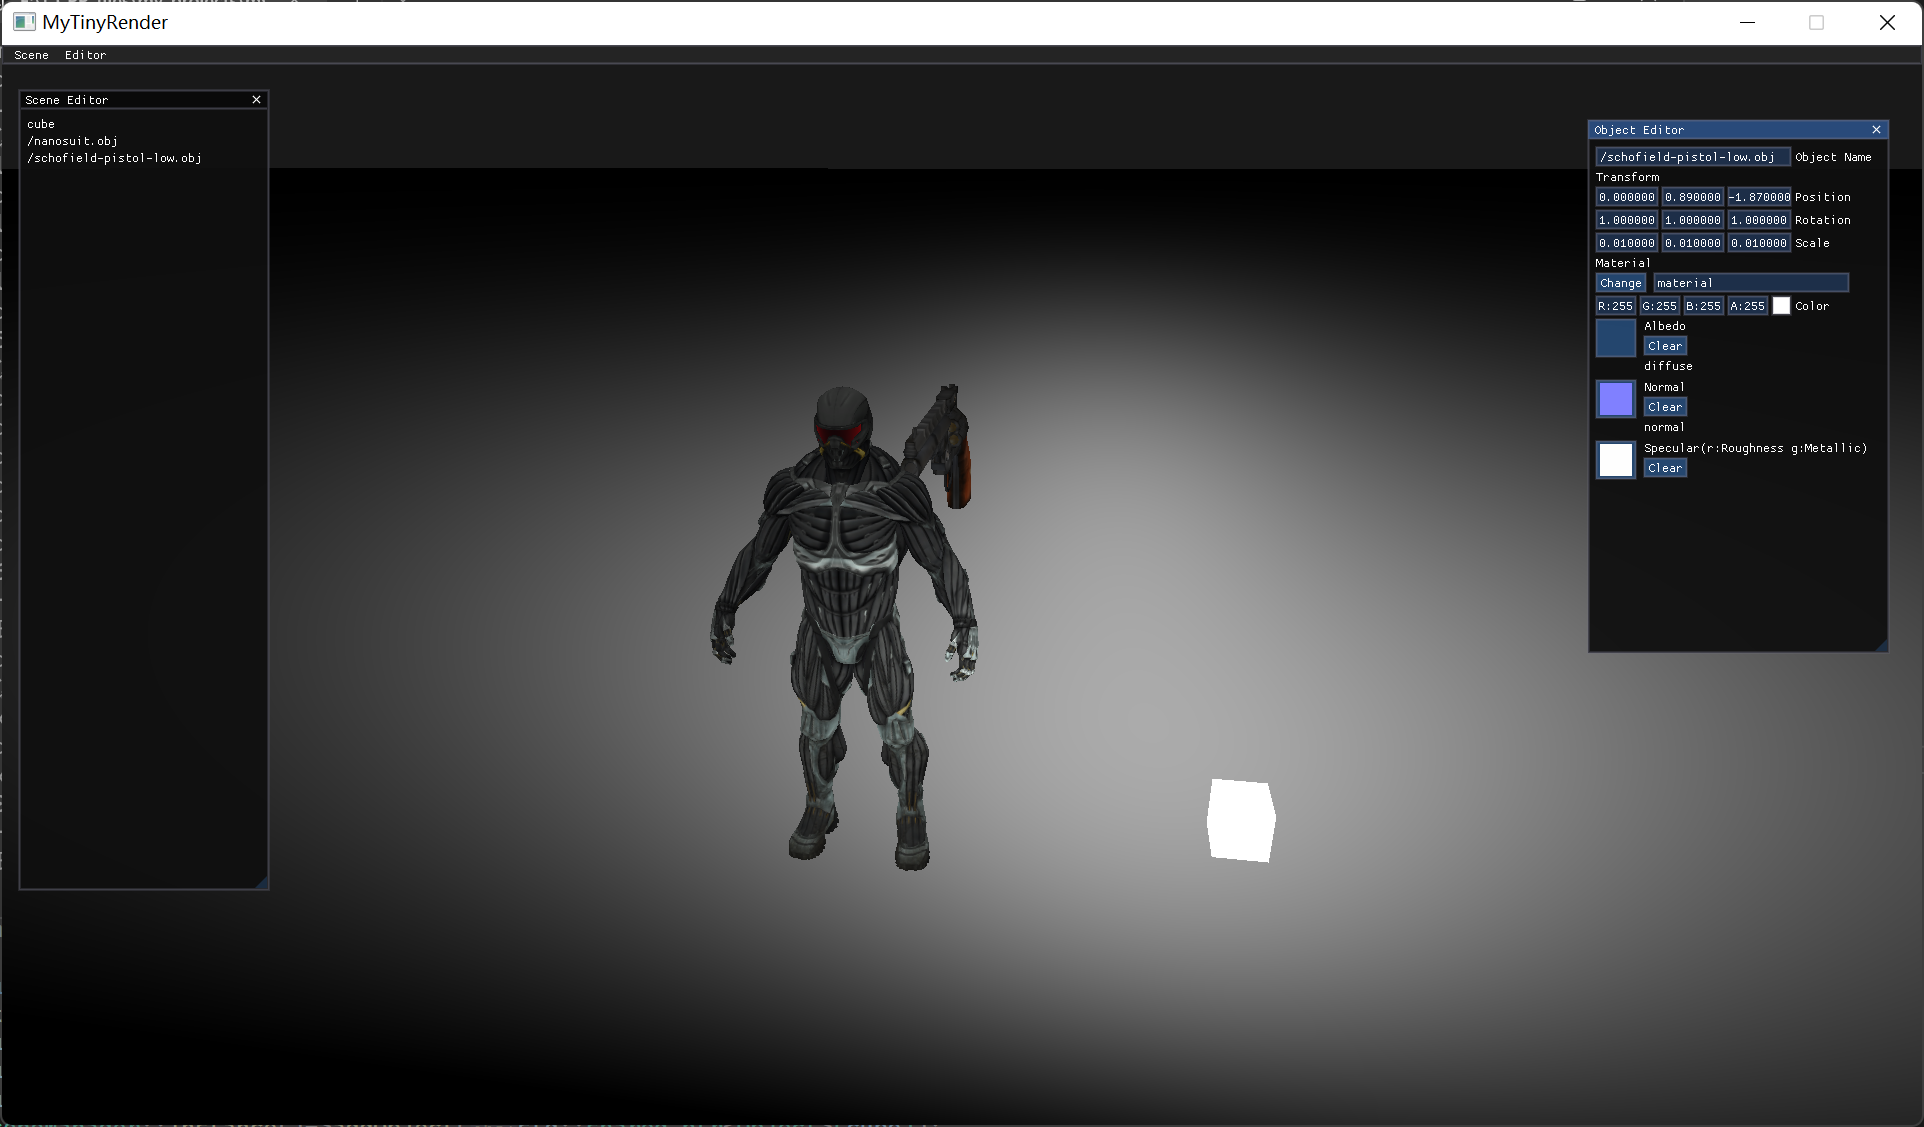 MyTinyRender
Scene Editor
Scene Editor
cube
/nanosuit.obj
/schofield-pistol-low.obj
Object Editor
/schofield-pistol-low.obj Object Name
Transform
0.000000 0.890000 -1.870000 Position
1.000000 1.000000 1.000000 Rotation
0.010000 0.010000 0.010000 Scale
Material
Change material
R:255 G:255 B:255 A:255 Color
Albedo
Clear
diffuse
Normal
Clear
normal
Specular(r:Roughness g:Metallic)
Clear